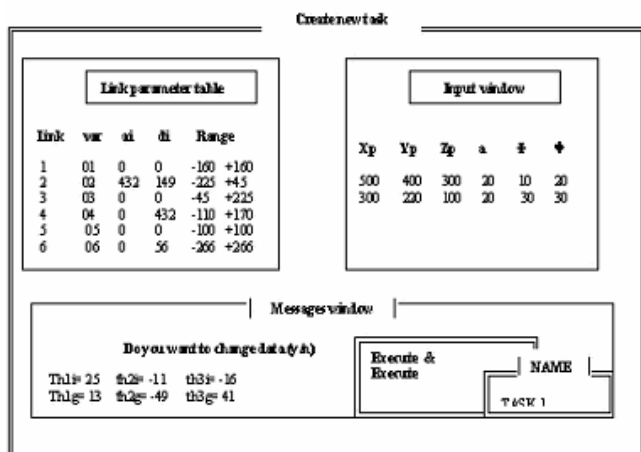 Create new task
Link parameter table
Link var ai di Range
1 01 0 0 -160 +160
2 02 432 149 -225 +45
3 03 0 0 -45 +225
4 04 0 432 -110 +170
5 05 0 0 -100 +100
6 06 0 56 -266 +266
Input window
Xp Yp Zp a Φ
500 400 300 20 10 20
300 220 100 20 30 30
Messages window
Do you want to change data (y/n)
Th1i= 25 th2i= -11 th3i= -16
Th1g= 13 th2g= -49 th3g= 41
Execute &
Execute
NAME
TASK 1